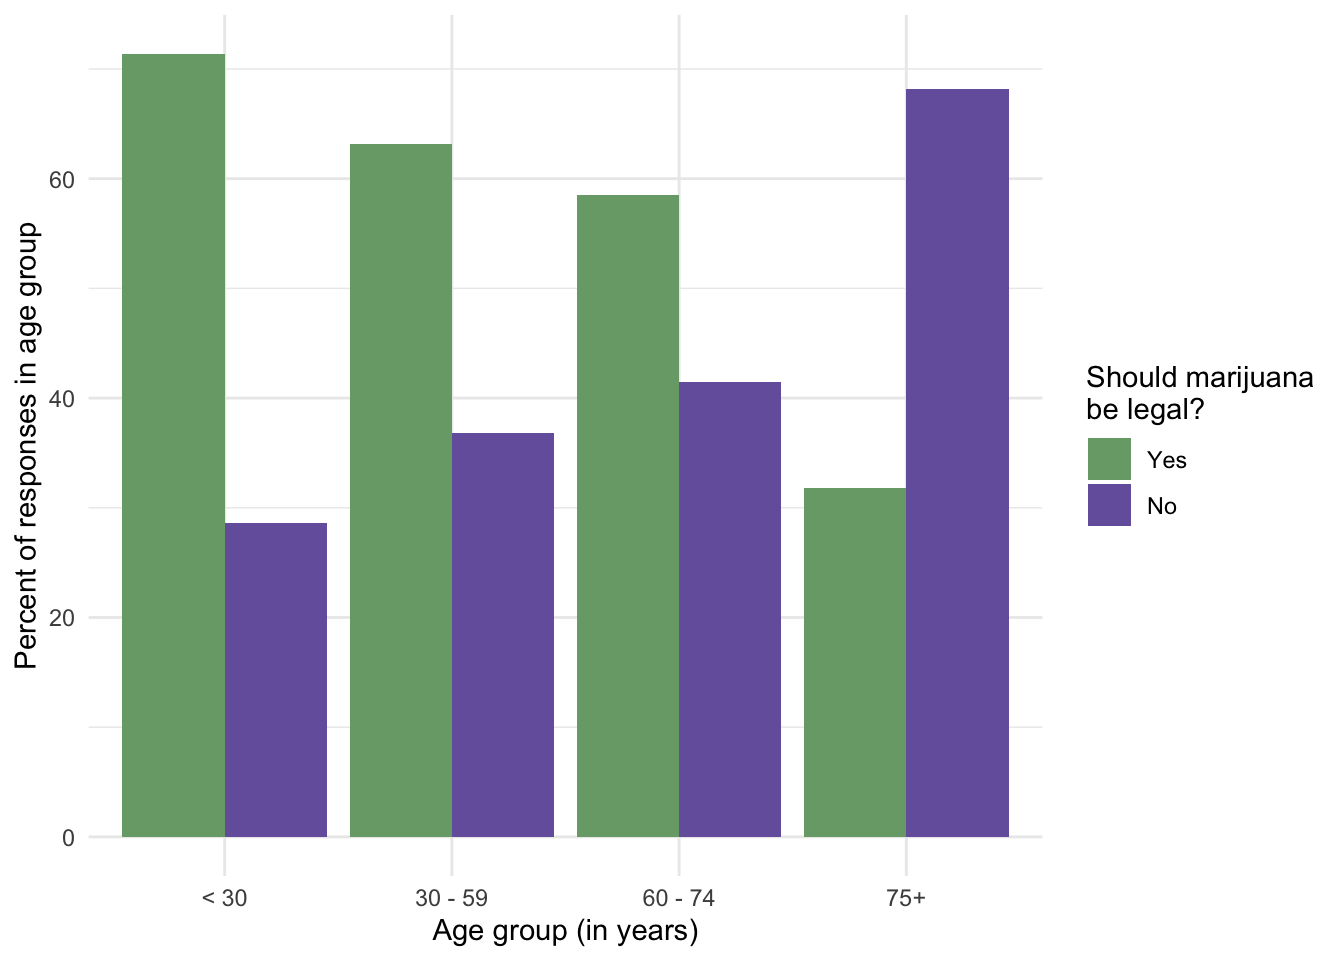 Percent of responses in age group
60
40
20
0
< 30
30 - 59
60 - 74
75+
Age group (in years)
Should marijuana
be legal?
Yes
No